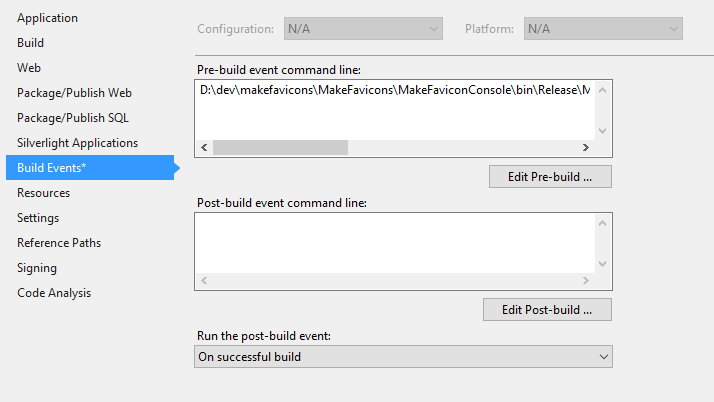 Application
Build
Web
Package/Publish Web
Package/Publish SQL
Silverlight Applications
Build Events*
Resources
Settings
Reference Paths
Signing
Code Analysis
Configuration: N/A Platform: N/A
Pre-build event command line:
D:\dev\makefavicons\MakeFavicons\MakeFaviconConsole\bin\Release\M
Edit Pre-build ...
Post-build event command line:
Edit Post-build ...
Run the post-build event:
On successful build